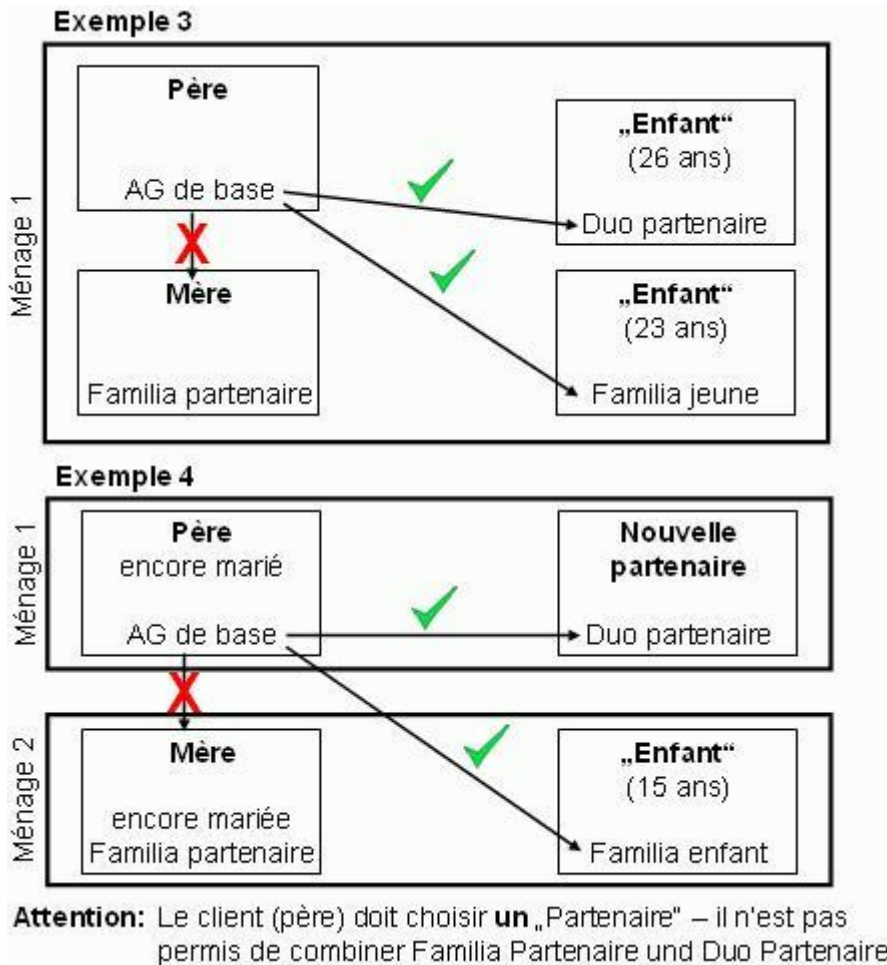 Exemple 3
Ménage 1
Père
AG de base
X
Mère
Familia partenaire
„Enfant“
(26 ans)
Duo partenaire
„Enfant“
(23 ans)
Familia jeune
Exemple 4
Ménage 1
Père
encore marié
AG de base
Nouvelle
partenaire
Duo partenaire
X
Ménage 2
Mère
encore mariée
Familia partenaire
„Enfant“
(15 ans)
Familia enfant
Attention: Le client (père) doit choisir un „Partenaire“ – il n'est pas
permis de combiner Familia Partenaire und Duo Partenaire